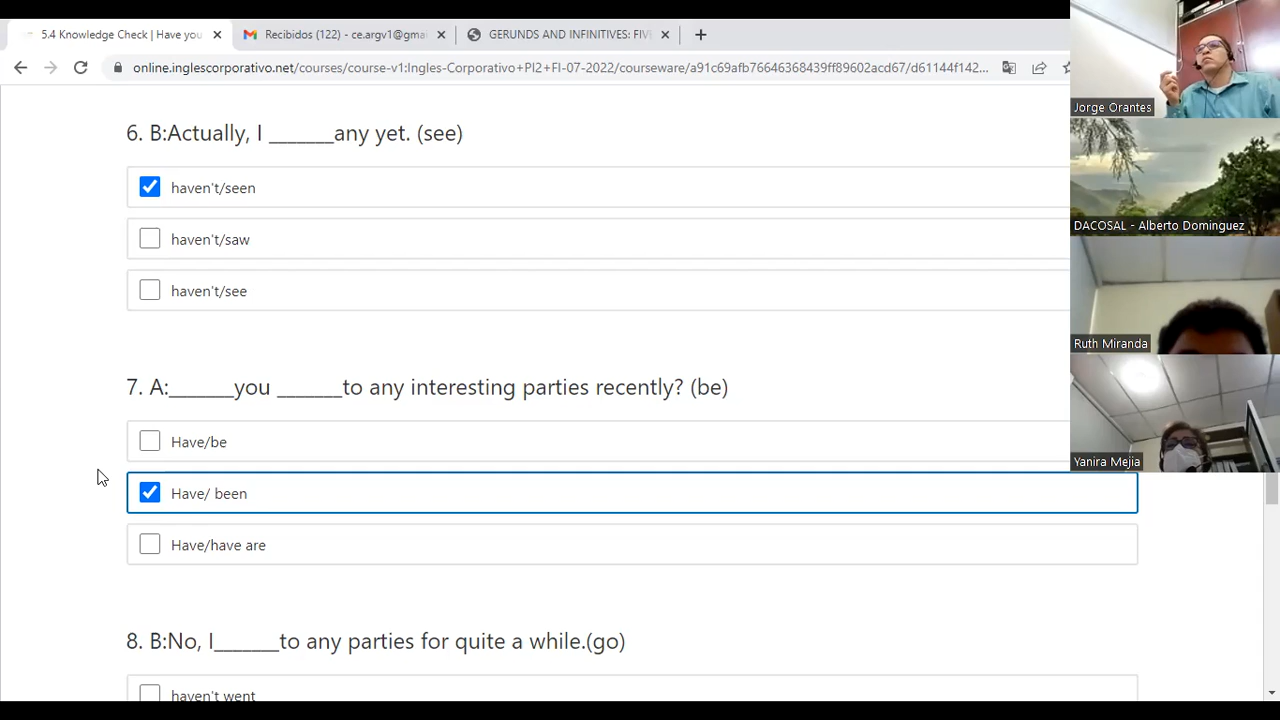 5.4 Knowledge Check | Have you
Recibidos (122) - ce.argv1@gma
GERUNDS AND INFINITIVES: FIV
online.inglescorporativo.net/courses/course-v1:Ingles-Corporativo+PI2+FI-07-2022/courseware/a91c69afb76646368439ff89602acd67/d61144f142...
6. B:Actually, I _______any yet. (see)
haven't/seen
haven't/saw
haven't/see
7. A:_______you _______to any interesting parties recently? (be)
Have/be
Have/ been
Have/have are
8. B:No, I_______to any parties for quite a while.(go)
haven't went
Jorge Orantes
DACOSAL - Alberto Dominguez
Ruth Miranda
Yanira Mejia